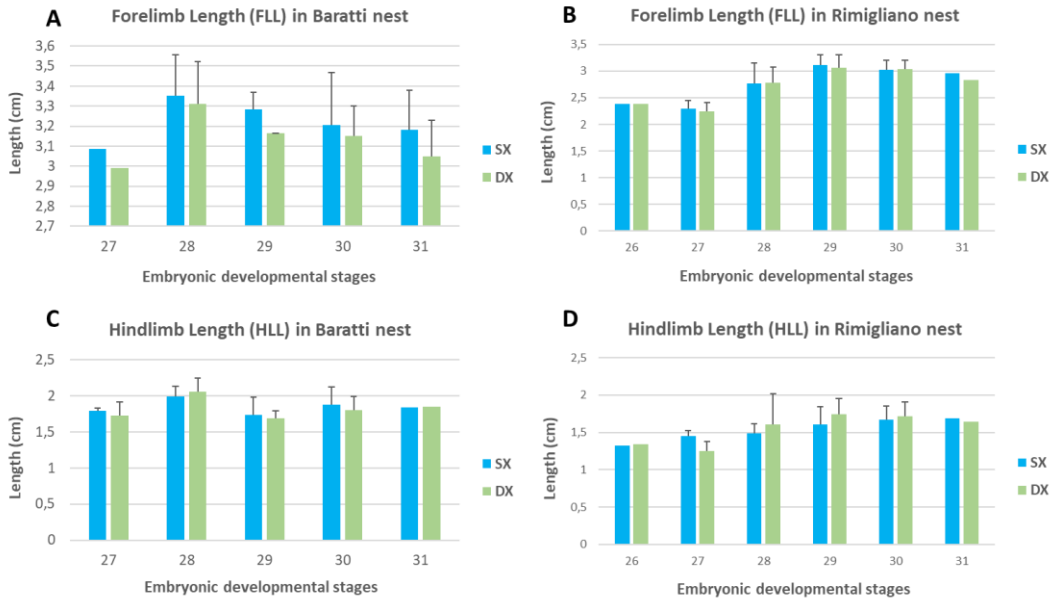 A
Forelimb Length (FLL) in Baratti nest
3,6
3,5
3,4
3,3
3,2
3,1
3
2,9
2,8
2,7
Length (cm)
27 28 29 30 31
Embryonic developmental stages
SX
DX
B
Forelimb Length (FLL) in Rimigliano nest
3,5
3
2,5
2
1,5
1
0,5
0
Length (cm)
26 27 28 29 30 31
Embryonic developmental stages
SX
DX
C
Hindlimb Length (HLL) in Baratti nest
2,5
2
1,5
1
0,5
0
Length (cm)
27 28 29 30 31
Embryonic developmental stages
SX
DX
D
Hindlimb Length (HLL) in Rimigliano nest
2,5
2
1,5
1
0,5
0
Length (cm)
26 27 28 29 30 31
Embryonic developmental stages
SX
DX